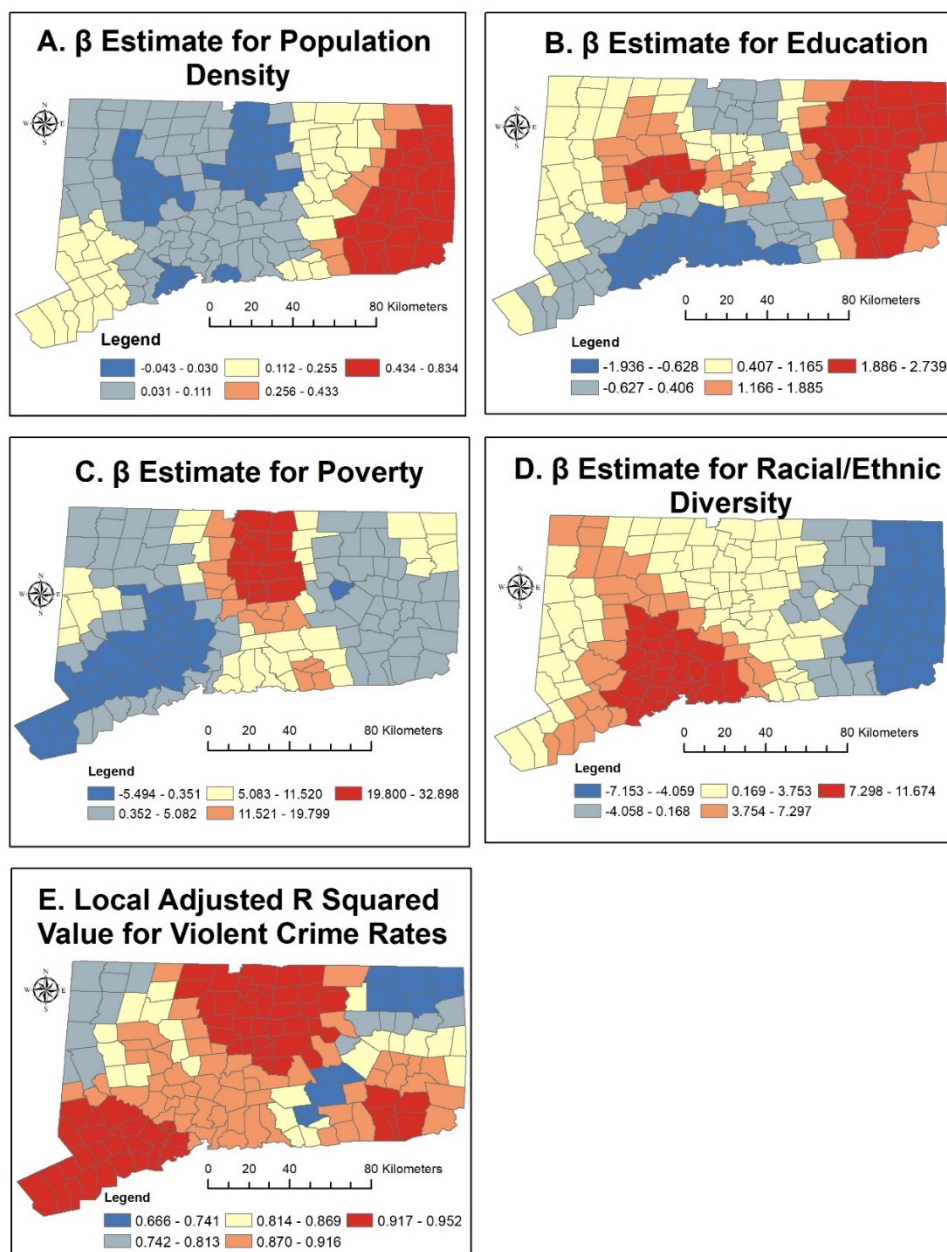 A. β Estimate for Population
Density
N
W E
S
0 20 40 80 Kilometers
Legend
-0.043 - 0.030 0.112 - 0.255 0.434 - 0.834
0.031 - 0.111 0.256 - 0.433
B. β Estimate for Education
N
W E
S
0 20 40 80 Kilometers
Legend
-1.936 - -0.628 0.407 - 1.165 1.886 - 2.739
-0.627 - 0.406 1.166 - 1.885
C. β Estimate for Poverty
N
W E
S
0 20 40 80 Kilometers
Legend
-5.494 - 0.351 5.083 - 11.520 19.800 - 32.898
0.352 - 5.082 11.521 - 19.799
D. β Estimate for Racial/Ethnic
Diversity
N
W E
S
0 20 40 80 Kilometers
Legend
-7.153 - -4.059 0.169 - 3.753 7.298 - 11.674
-4.058 - 0.168 3.754 - 7.297
E. Local Adjusted R Squared
Value for Violent Crime Rates
N
W E
S
0 20 40 80 Kilometers
Legend
0.666 - 0.741 0.814 - 0.869 0.917 - 0.952
0.742 - 0.813 0.870 - 0.916